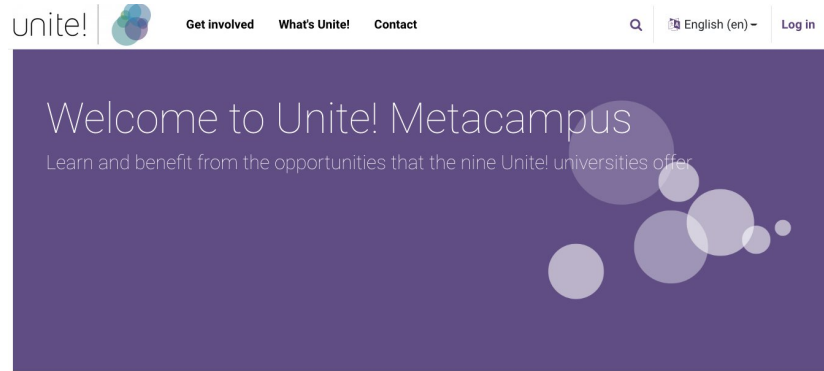 unite!
Get involved What's Unite! Contact English (en) Log in
Welcome to Unite! Metacampus
Learn and benefit from the opportunities that the nine Unite! universities offer